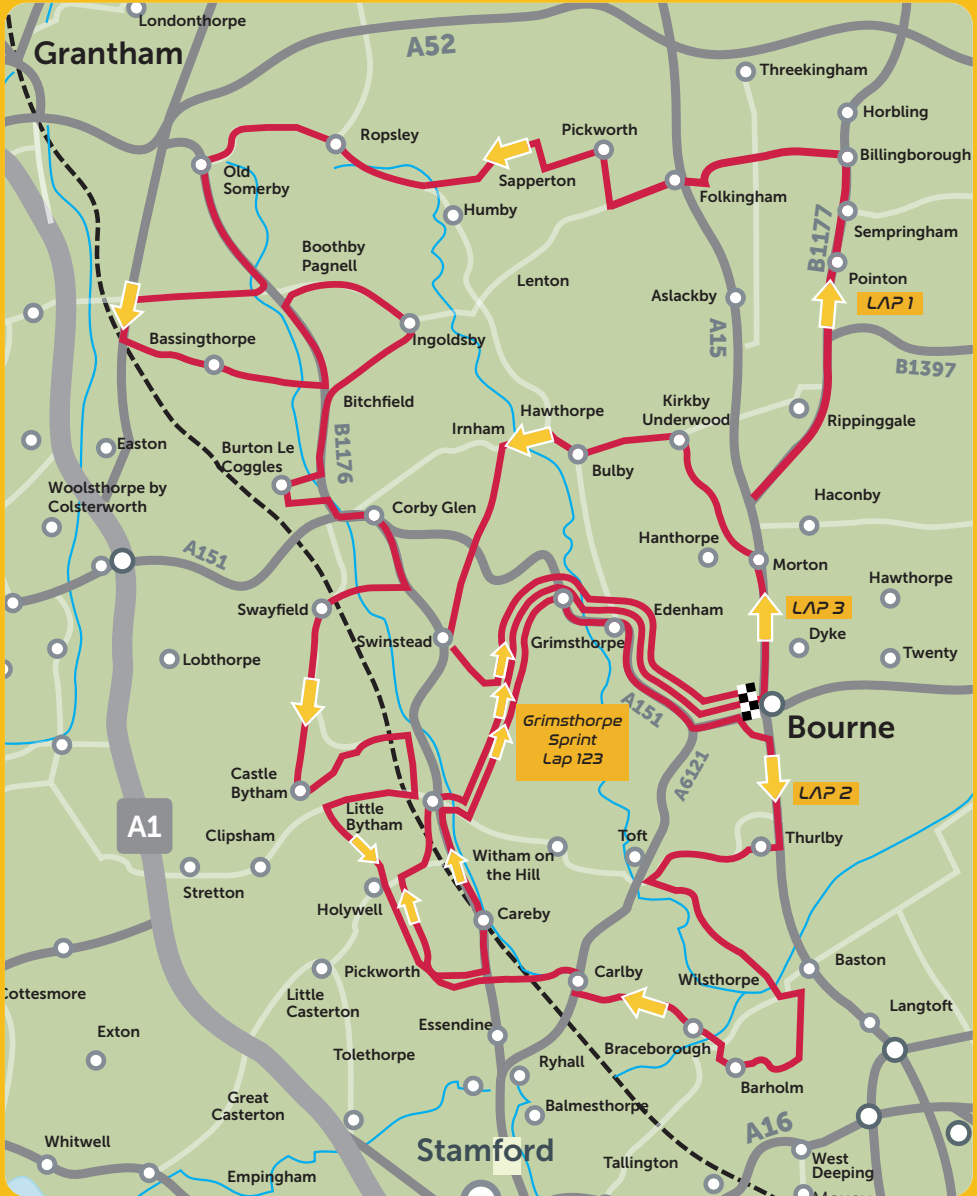 Londonthorpe
Grantham
A52
Threekingham
Horbling
Ropsley
Pickworth
Billingborough
Old
Somerby
Sapperton
Folkingham
Humby
Sempringham
B1177
Boothby
Pagnell
Lenton
Pointon
Aslackby
LAP 1
A15
Bassingthorpe
Ingoldsby
B1397
Bitchfield
Hawthorpe
Kirkby
Underwood
Rippinggale
Irnham
Easton
Burton Le
Coggles
B1176
Bulby
Woolsthorpe by
Colsterworth
Haconby
Corby Glen
Hanthorpe
A151
Morton
Hawthorpe
Swayfield
LAP 3
Edenham
Swinstead
Grimsthorpe
Dyke
Lobthorpe
Twenty
A151
Grimsthorpe
Sprint
Lap 123
Bourne
A6121
Castle
Bytham
LAP 2
A1
Little
Bytham
Clipsham
Toft
Thurlby
Witham on
the Hill
Stretton
Holywell
Careby
Pickworth
Carlby
Wilsthorpe
Baston
Cottesmore
Little
Casterton
Langtoft
Exton
Essendine
Tolethorpe
Braceborough
Ryhall
Barholm
Great
Casterton
Balmesthorpe
A16
Whitwell
Stamford
Tallington
West
Deeping
Empingham